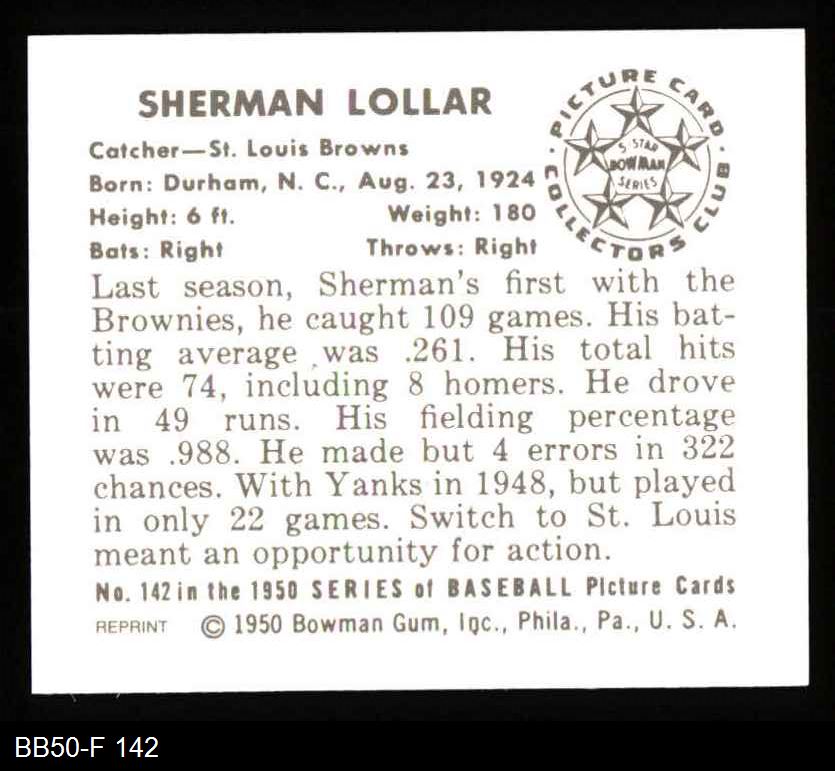 SHERMAN LOLLAR
Catcher—St. Louis Browns
Born: Durham, N. C., Aug. 23, 1924
Height: 6 ft. Weight: 180
Bats: Right Throws: Right
PICTURE CARD
COLLECTORS CLUB
5 STAR
BOWMAN
SERIES
Last season, Sherman's first with the
Brownies, he caught 109 games. His bat-
ting average was .261. His total hits
were 74, including 8 homers. He drove
in 49 runs. His fielding percentage
was .988. He made but 4 errors in 322
chances. With Yanks in 1948, but played
in only 22 games. Switch to St. Louis
meant an opportunity for action.
No. 142 in the 1950 SERIES of BASEBALL Picture Cards
REPRINT © 1950 Bowman Gum, Inc., Phila., Pa., U. S. A.
BB50-F 142